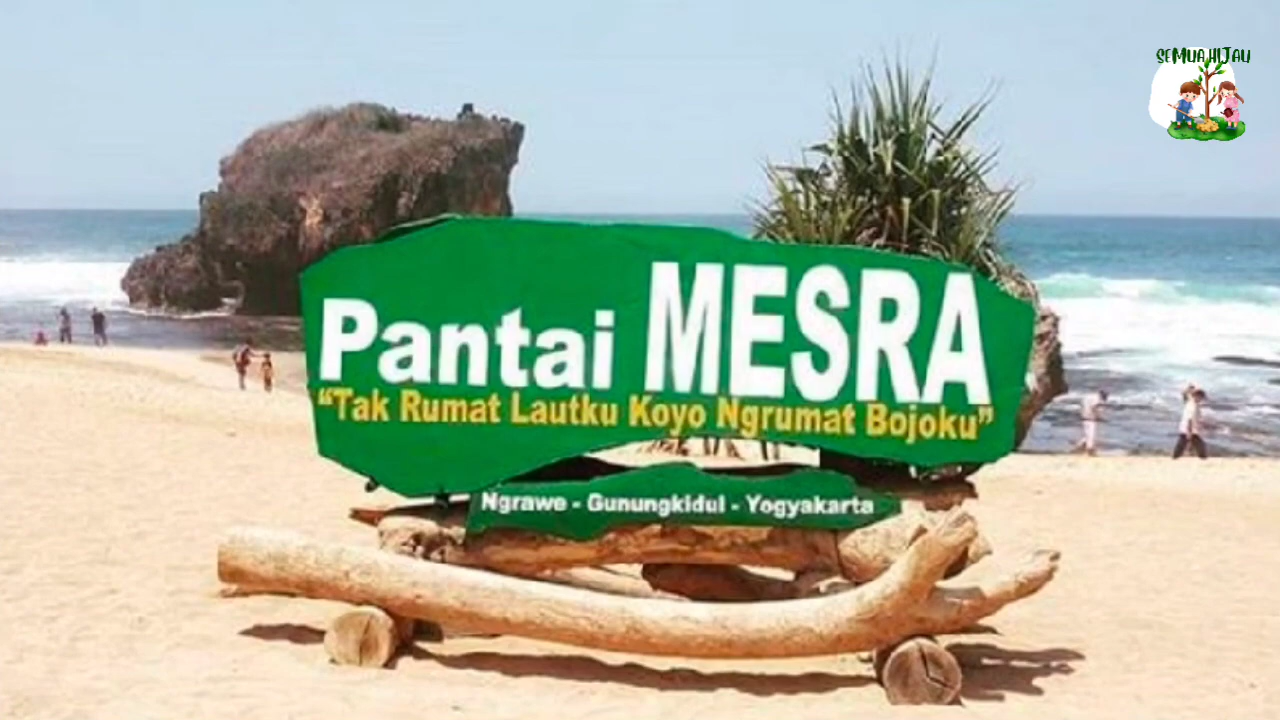 SEMUA HIJAU
Pantai MESRA
“Tak Rumat Lautku Koyo Ngrumat Bojoku”
Ngrawe - Gunungkidul - Yogyakarta